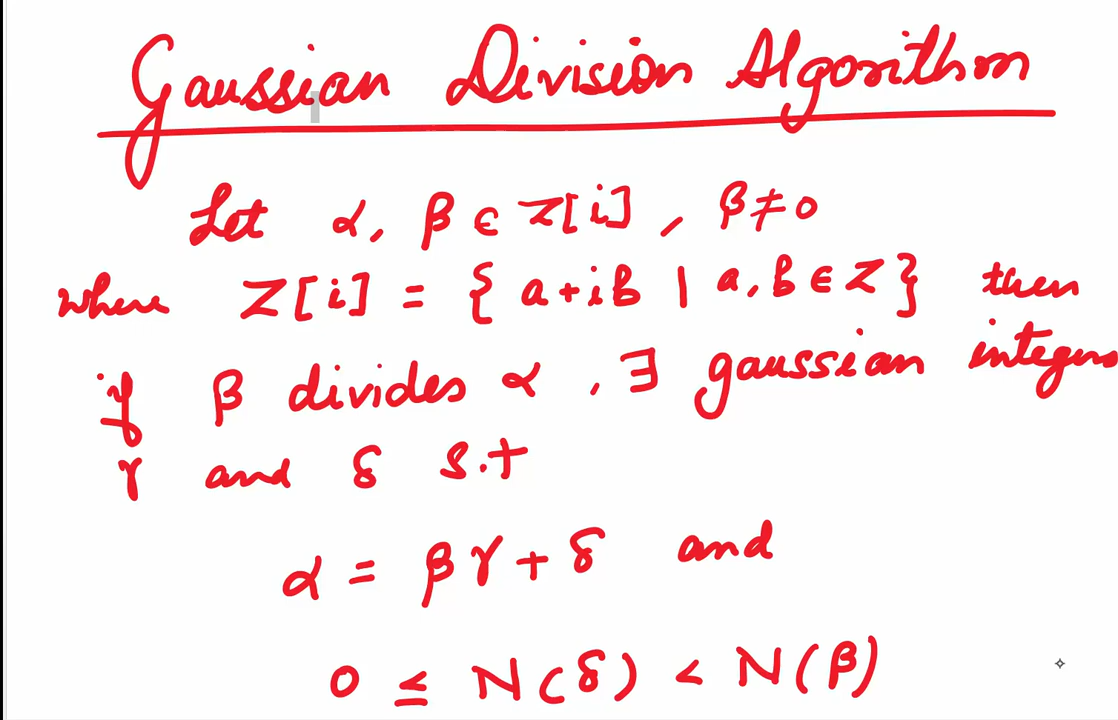 Gaussian Division Algorithm
Let α, β ∈ Z[i], β ≠ 0
where Z[i] = { a+ib | a, b ∈ Z } then
if β divides α, ∃ gaussian integers
γ and δ s.t
α = βγ + δ and
0 ≤ N(δ) < N(β)